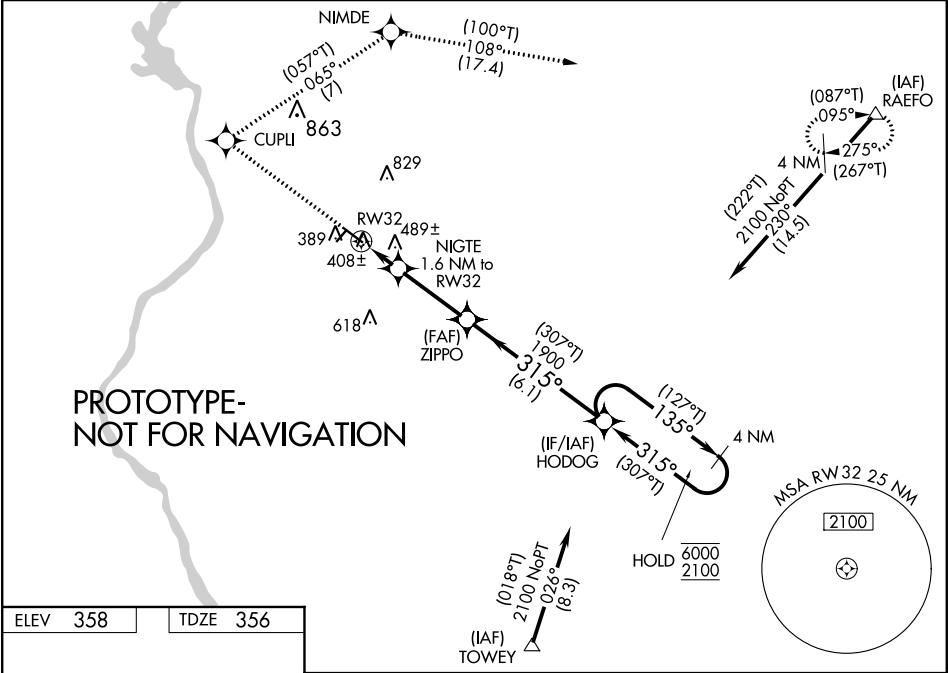 NIMDE
(100°T)
108°
(17.4)
(057°T)
065°
(7)
863
CUPLI
829
(IAF)
RAEFO
(087°T)
095°
4 NM
275°
(267°T)
(222°T)
2100 NoPT
230°
(14.5)
RW32
389
408±
489±
NIGTE
1.6 NM to
RW32
618
(FAF)
ZIPPO
(307°T)
1900
315°
(6.1)
PROTOTYPE-
NOT FOR NAVIGATION
(127°T)
135°
4 NM
(IF/IAF)
HODOG
315°
(307°T)
HOLD
6000
2100
MSA RW32 25 NM
2100
(018°T)
2100 NoPT
026°
(8.3)
(IAF)
TOWEY
ELEV 358
TDZE 356